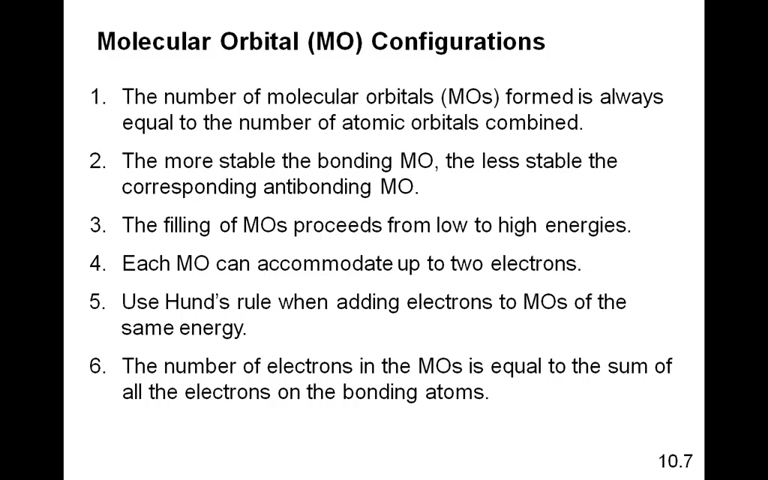 Molecular Orbital (MO) Configurations
1. The number of molecular orbitals (MOs) formed is always
equal to the number of atomic orbitals combined.
2. The more stable the bonding MO, the less stable the
corresponding antibonding MO.
3. The filling of MOs proceeds from low to high energies.
4. Each MO can accommodate up to two electrons.
5. Use Hund’s rule when adding electrons to MOs of the
same energy.
6. The number of electrons in the MOs is equal to the sum of
all the electrons on the bonding atoms.
10.7